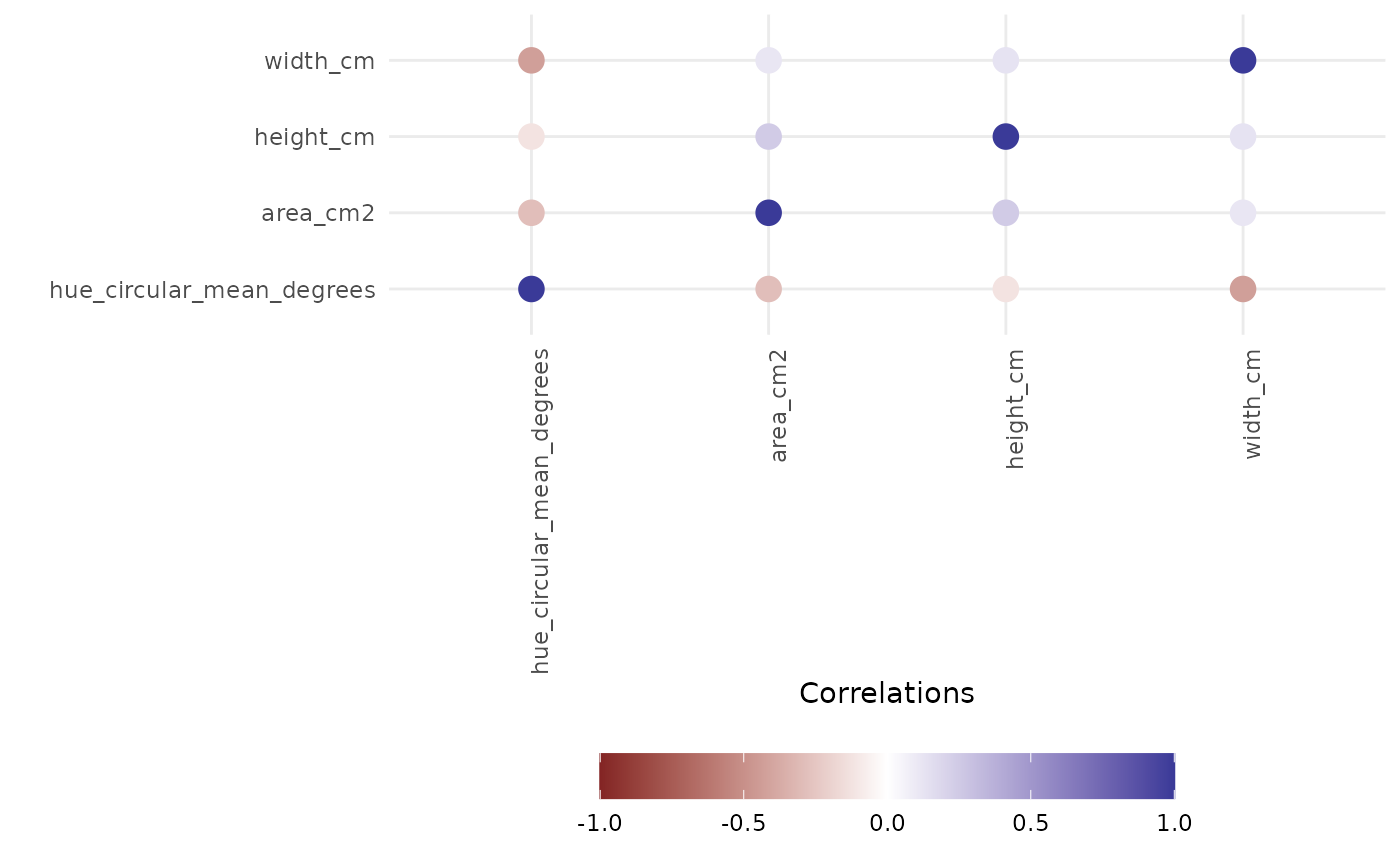 width_cm
height_cm
area_cm2
hue_circular_mean_degrees
hue_circular_mean_degrees
area_cm2
height_cm
width_cm
Correlations
-1.0 -0.5 0.0 0.5 1.0